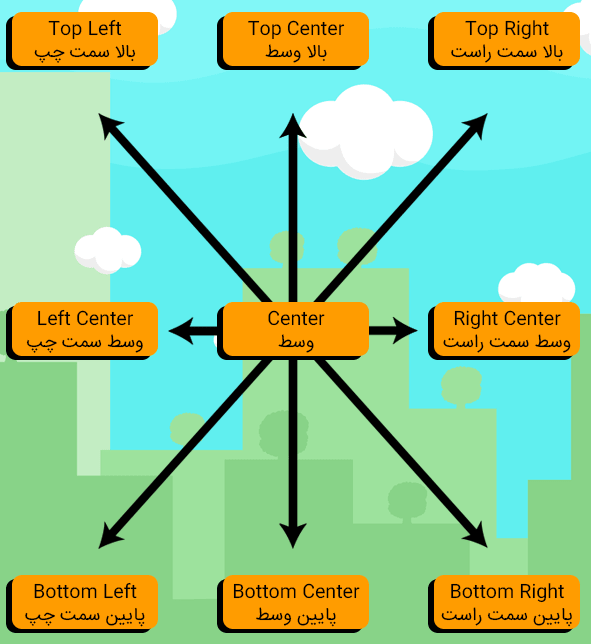 Top Left
بالا سمت چپ
Top Center
بالا وسط
Top Right
بالا سمت راست
Left Center
وسط سمت چپ
Center
وسط
Right Center
وسط سمت راست
Bottom Left
پایین سمت چپ
Bottom Center
پایین وسط
Bottom Right
پایین سمت راست